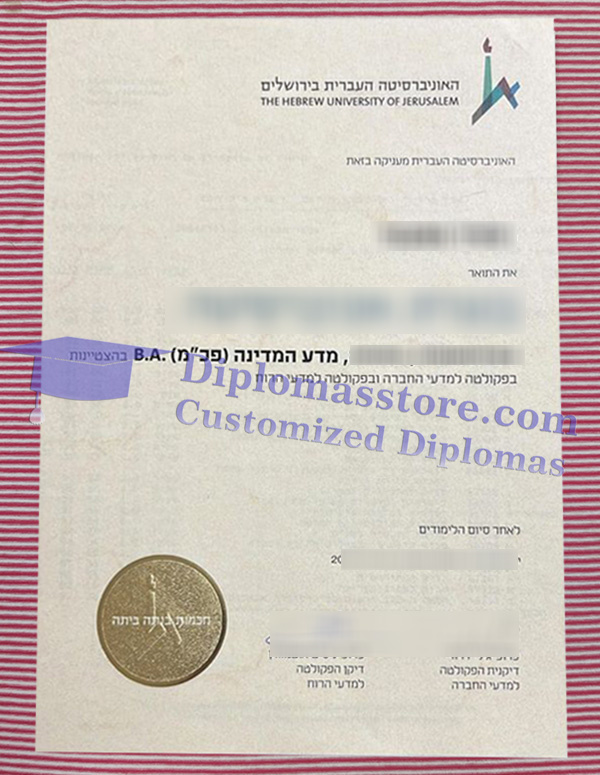 האוניברסיטה העברית בירושלים
THE HEBREW UNIVERSITY OF JERUSALEM
האוניברסיטה העברית מעניקה בזאת
את התואר
, מדע המדינה (פכ"מ) .B.A בהצטיינות
בפקולטה למדעי החברה ובפקולטה למדעי הרוח
Diplomasstore.com
Customized Diplomas
לאחר סיום הלימודים
20
חכמות בנתה ביתה
דיקנית הפקולטה
למדעי החברה
דיקן הפקולטה
למדעי הרוח